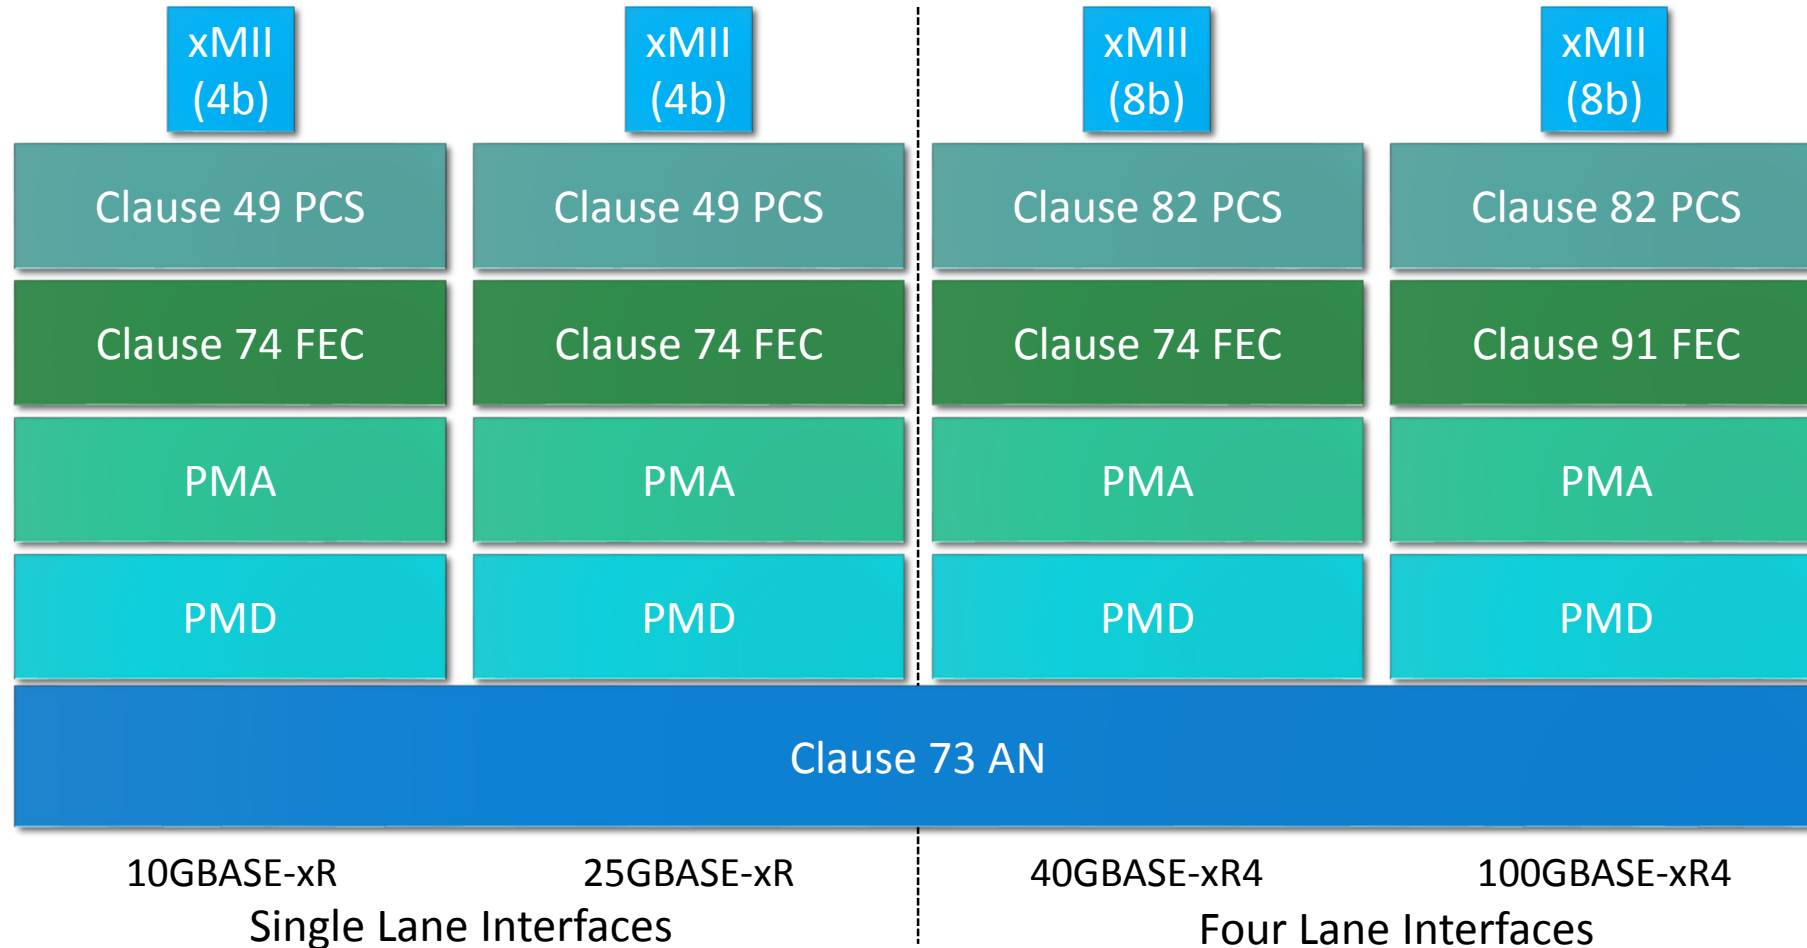 xMII
(4b)
xMII
(4b)
xMII
(8b)
xMII
(8b)
Clause 49 PCS
Clause 49 PCS
Clause 82 PCS
Clause 82 PCS
Clause 74 FEC
Clause 74 FEC
Clause 74 FEC
Clause 91 FEC
PMA
PMA
PMA
PMA
PMD
PMD
PMD
PMD
Clause 73 AN
10GBASE-xR
25GBASE-xR
40GBASE-xR4
100GBASE-xR4
Single Lane Interfaces
Four Lane Interfaces